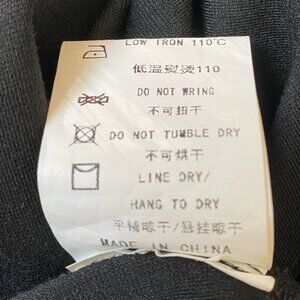 LOW IRON 110°C
低温熨烫110
DO NOT WRING
不可扭干
DO NOT TUMBLE DRY
不可烘干
LINE DRY/
HANG TO DRY
平铺晾干/悬挂晾干
MADE IN CHINA